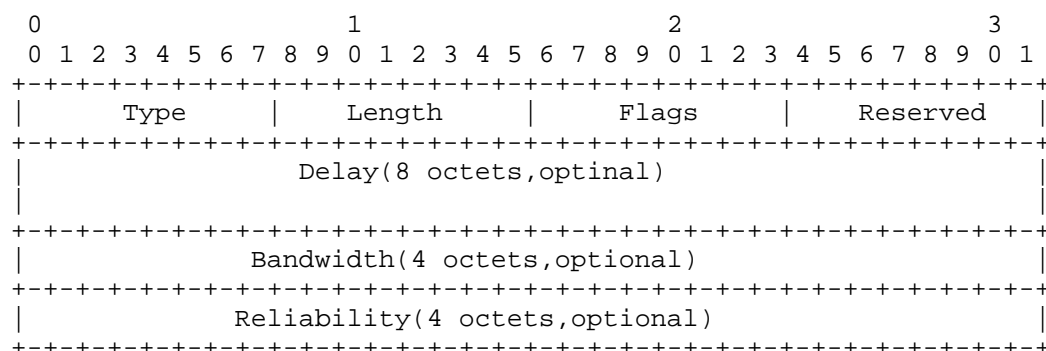 0                   1                   2                   3
0 1 2 3 4 5 6 7 8 9 0 1 2 3 4 5 6 7 8 9 0 1 2 3 4 5 6 7 8 9 0 1
+-+-+-+-+-+-+-+-+-+-+-+-+-+-+-+-+-+-+-+-+-+-+-+-+-+-+-+-+-+-+-+-+
| Type | Length | Flags | Reserved |
+-+-+-+-+-+-+-+-+-+-+-+-+-+-+-+-+-+-+-+-+-+-+-+-+-+-+-+-+-+-+-+-+
| Delay(8 octets,optinal) |
| |
+-+-+-+-+-+-+-+-+-+-+-+-+-+-+-+-+-+-+-+-+-+-+-+-+-+-+-+-+-+-+-+-+
| Bandwidth(4 octets,optional) |
+-+-+-+-+-+-+-+-+-+-+-+-+-+-+-+-+-+-+-+-+-+-+-+-+-+-+-+-+-+-+-+-+
| Reliability(4 octets,optional) |
+-+-+-+-+-+-+-+-+-+-+-+-+-+-+-+-+-+-+-+-+-+-+-+-+-+-+-+-+-+-+-+-+